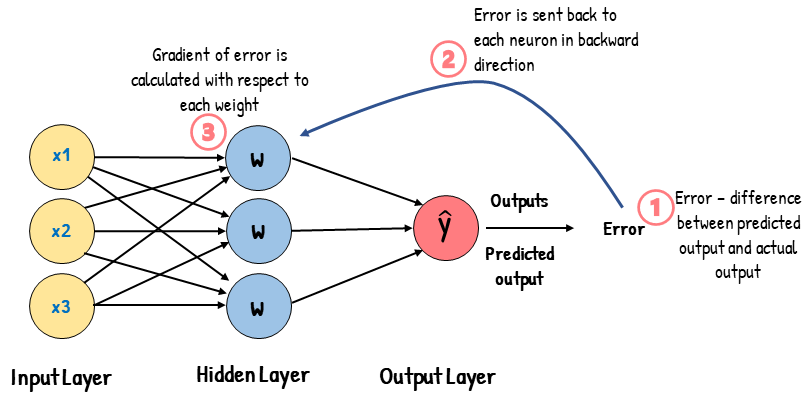 Error is sent back to
each neuron in backward
direction
2
Gradient of error is
calculated with respect to
each weight
3
x1
w
x2
w
x3
w
ŷ
Outputs
Predicted
output
Error
1
Error – difference
between predicted
output and actual
output
Input Layer
Hidden Layer
Output Layer